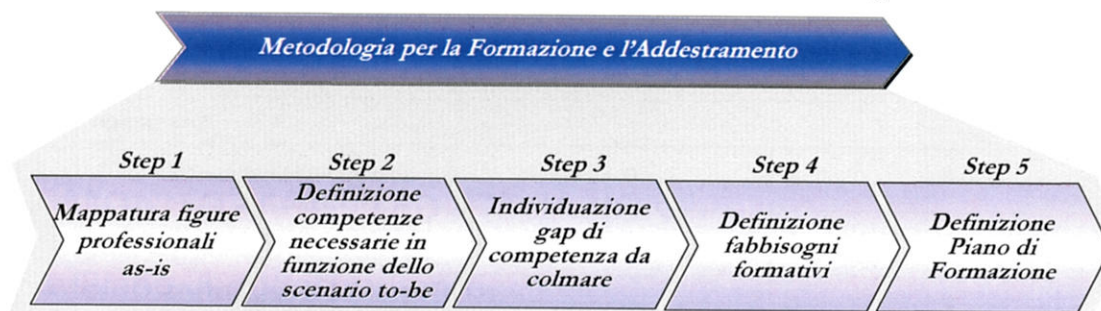 Metodologia per la Formazione e l'Addestramento
Step 1
Mappatura figure
professionali
as-is
Step 2
Definizione
competenze
necessarie in
funzione dello
scenario to-be
Step 3
Individuazione
gap di
competenza da
colmare
Step 4
Definizione
fabbisogni
formativi
Step 5
Definizione
Piano di
Formazione